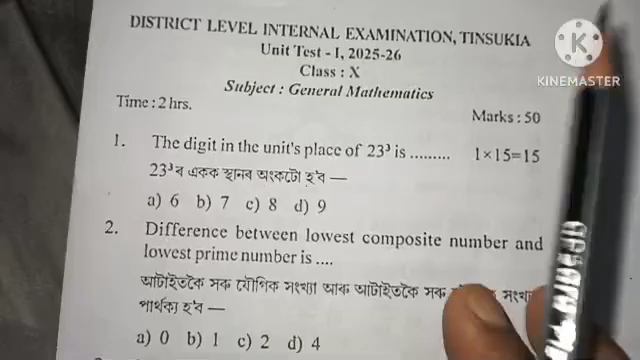 DISTRICT LEVEL INTERNAL EXAMINATION, TINSUKIA
Unit Test - I, 2025-26
Class : X
Subject : General Mathematics
Time : 2 hrs.
Marks : 50
1. The digit in the unit's place of 23³ is ......... 1×15=15
23³ৰ একক স্থানৰ অংকটো হ'ব —
a) 6 b) 7 c) 8 d) 9
2. Difference between lowest composite number and
lowest prime number is ....
আটাইতকৈ সৰু যৌগিক সংখ্যা আৰু আটাইতকৈ সৰু
পাৰ্থক্য হ'ব —
a) 0 b) 1 c) 2 d) 4
KINEMASTER